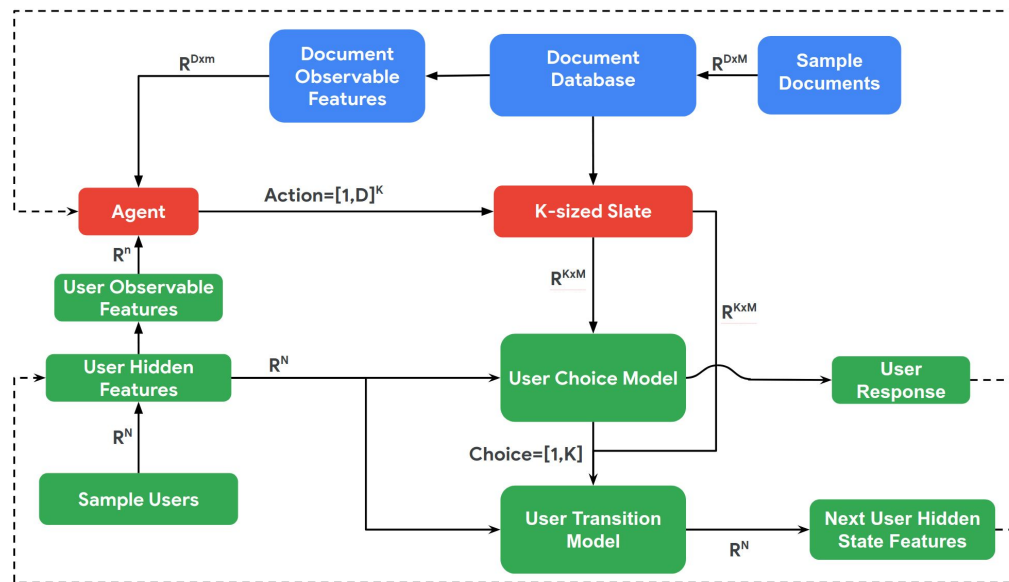 Document
Observable
Features
R^Dxm
Document
Database
R^DxM
Sample
Documents
Agent
Action=[1,D]^K
K-sized Slate
R^n
User Observable
Features
R^KxM
R^KxM
User Hidden
Features
R^N
User Choice Model
User
Response
R^N
Choice=[1,K]
Sample Users
User Transition
Model
R^N
Next User Hidden
State Features